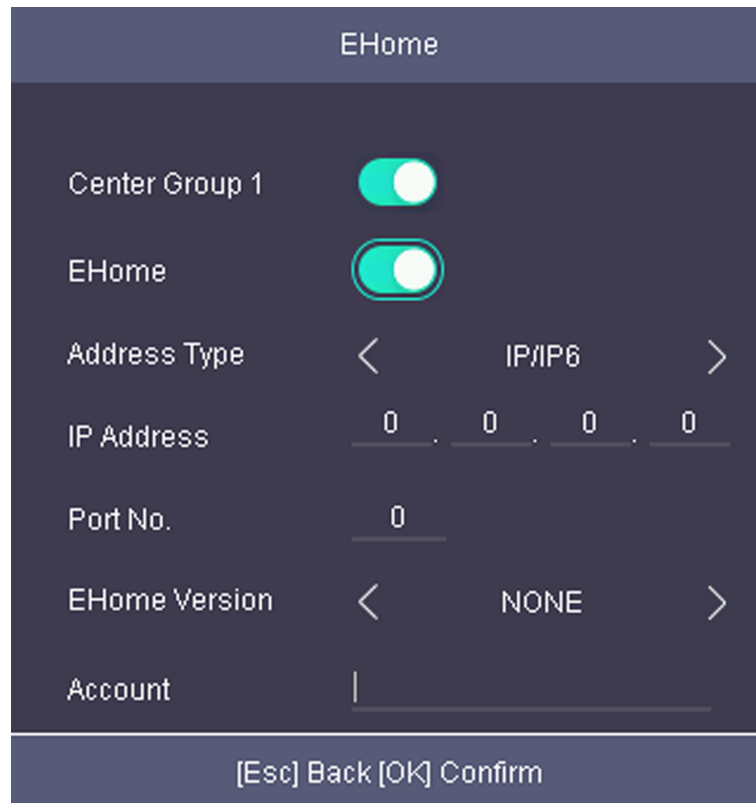 EHome
Center Group 1
EHome
Address Type < IP/IP6 >
IP Address 0 . 0 . 0 . 0
Port No. 0
EHome Version < NONE >
Account
[Esc] Back [OK] Confirm